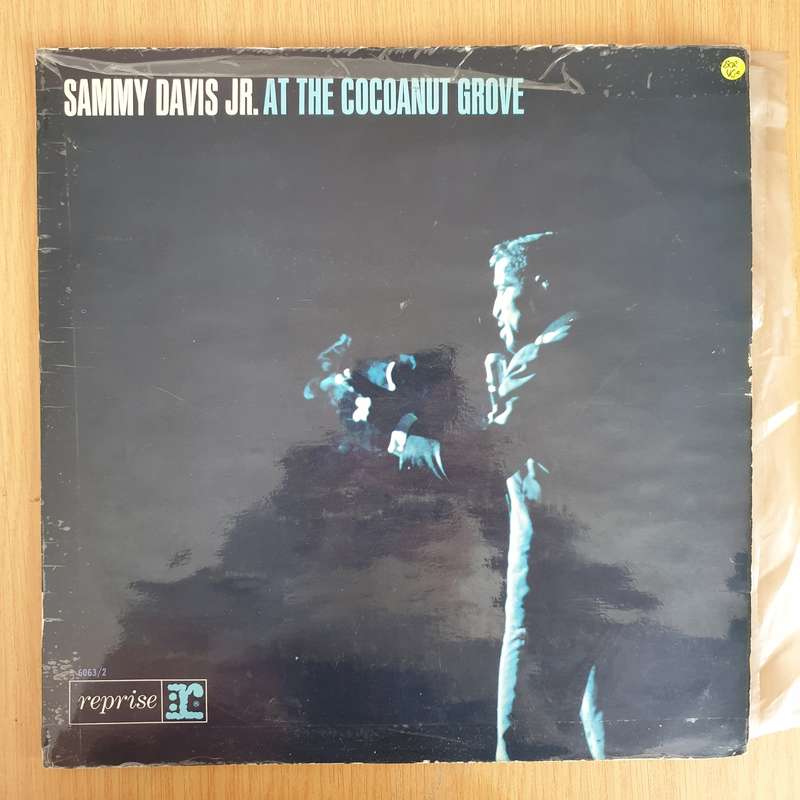 SAMMY DAVIS JR. AT THE COCOANUT GROVE
6063/2
reprise r: